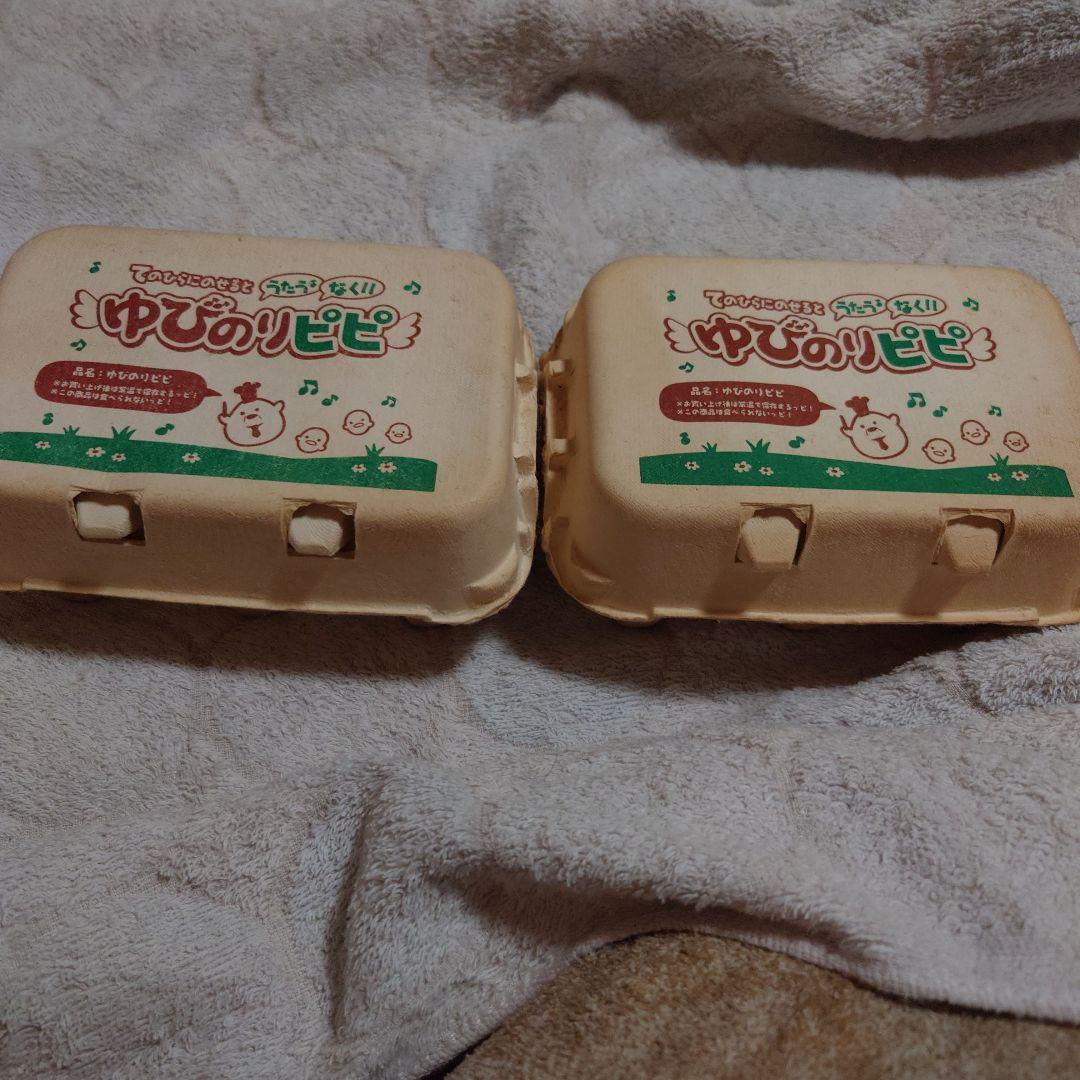 てのひらにのせると うたう♪ なく!!
ゆびのりピピ
品名：ゆびのりピピ
※お買い上げ後は常温で保存するっピ！
※この商品は食べられないっピ！
てのひらにのせると うたう♪ なく!!
ゆびのりピピ
品名：ゆびのりピピ
※お買い上げ後は常温で保存するっピ！
※この商品は食べられないっピ！